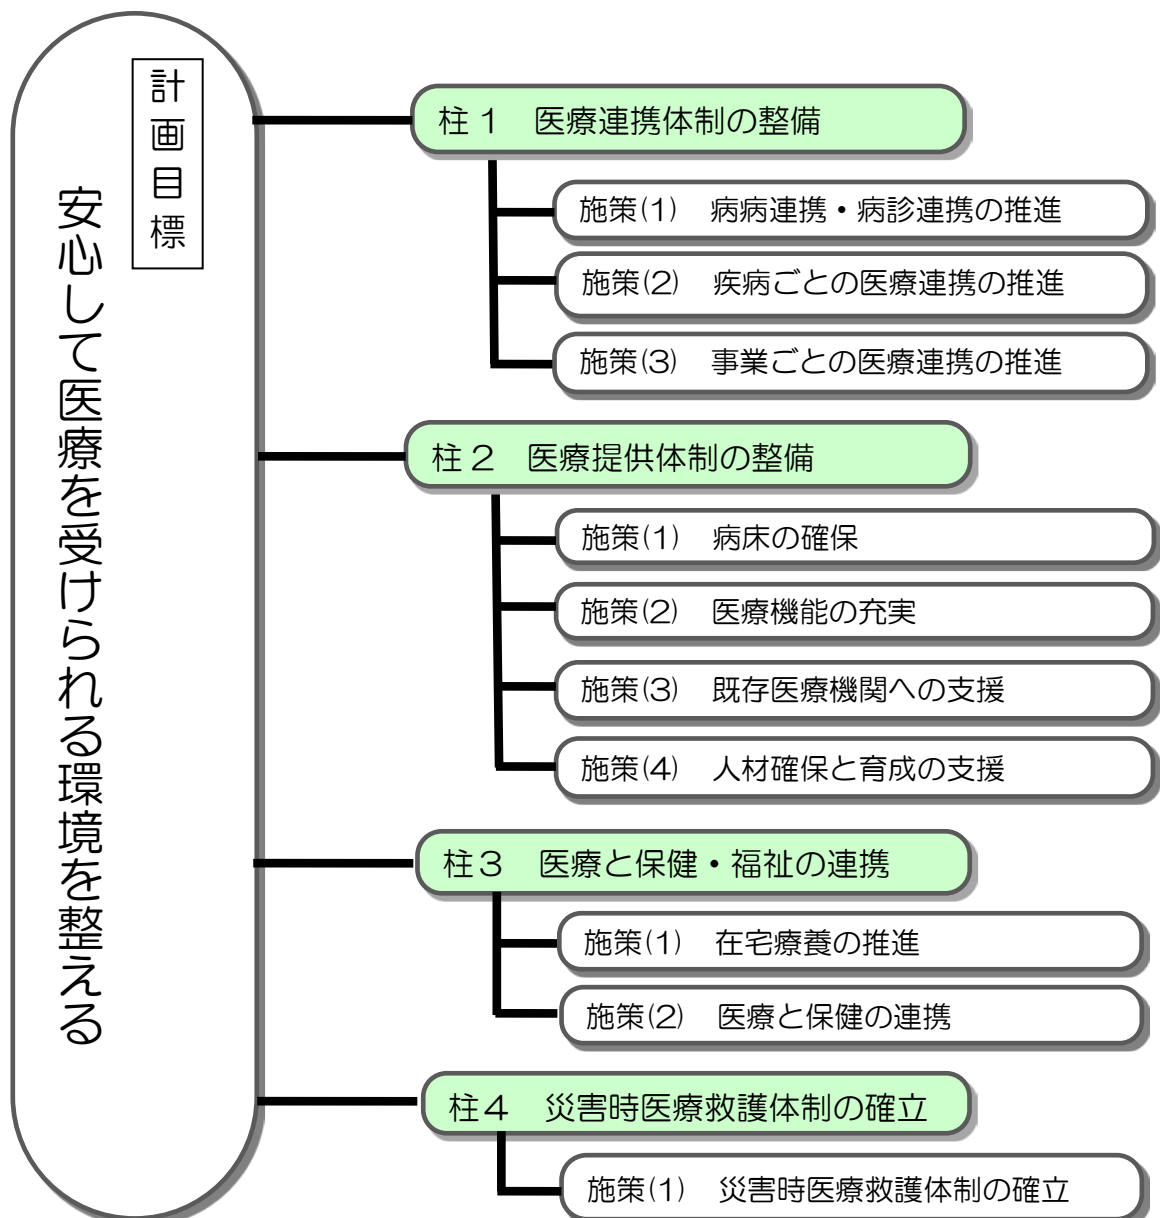 計画目標
安心して医療を受けられる環境を整える
柱１　医療連携体制の整備
施策(1)　病病連携・病診連携の推進
施策(2)　疾病ごとの医療連携の推進
施策(3)　事業ごとの医療連携の推進
柱２　医療提供体制の整備
施策(1)　病床の確保
施策(2)　医療機能の充実
施策(3)　既存医療機関への支援
施策(4)　人材確保と育成の支援
柱３　医療と保健・福祉の連携
施策(1)　在宅療養の推進
施策(2)　医療と保健の連携
柱４　災害時医療救護体制の確立
施策(1)　災害時医療救護体制の確立